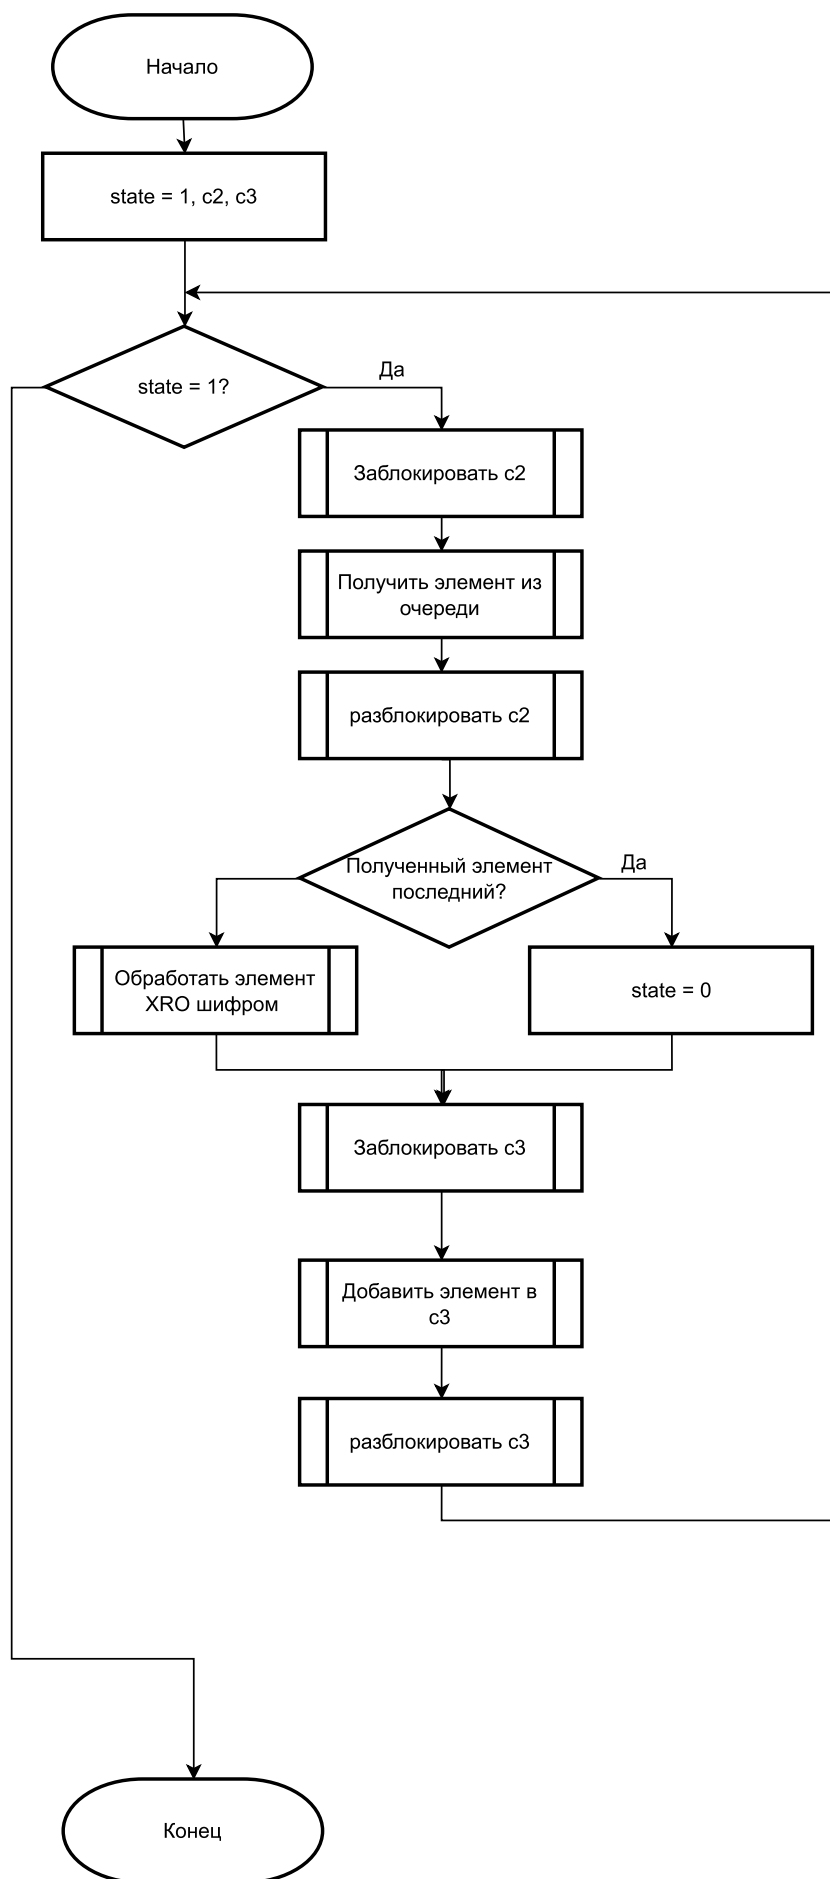 Начало
state = 1, c2, c3
state = 1?
Да
Заблокировать c2
Получить элемент из
очереди
разблокировать c2
Полученный элемент
последний?
Да
Обработать элемент
XRO шифром
state = 0
Заблокировать c3
Добавить элемент в
c3
разблокировать c3
Конец